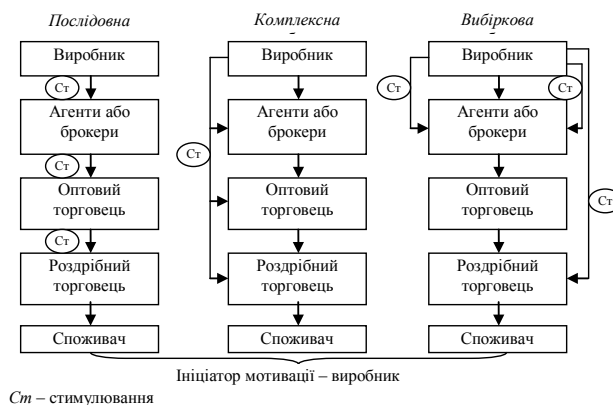 Послідовна
Виробник
Ст
Агенти або
брокери
Ст
Оптовий
торговець
Ст
Роздрібний
торговець
Споживач
Комплексна
Виробник
Агенти або
брокери
Ст
Оптовий
торговець
Роздрібний
торговець
Споживач
Вибіркова
Виробник
Ст
Ст
Агенти або
брокери
Оптовий
торговець
Ст
Роздрібний
торговець
Споживач
Ініціатор мотивації – виробник
Ст – стимулювання